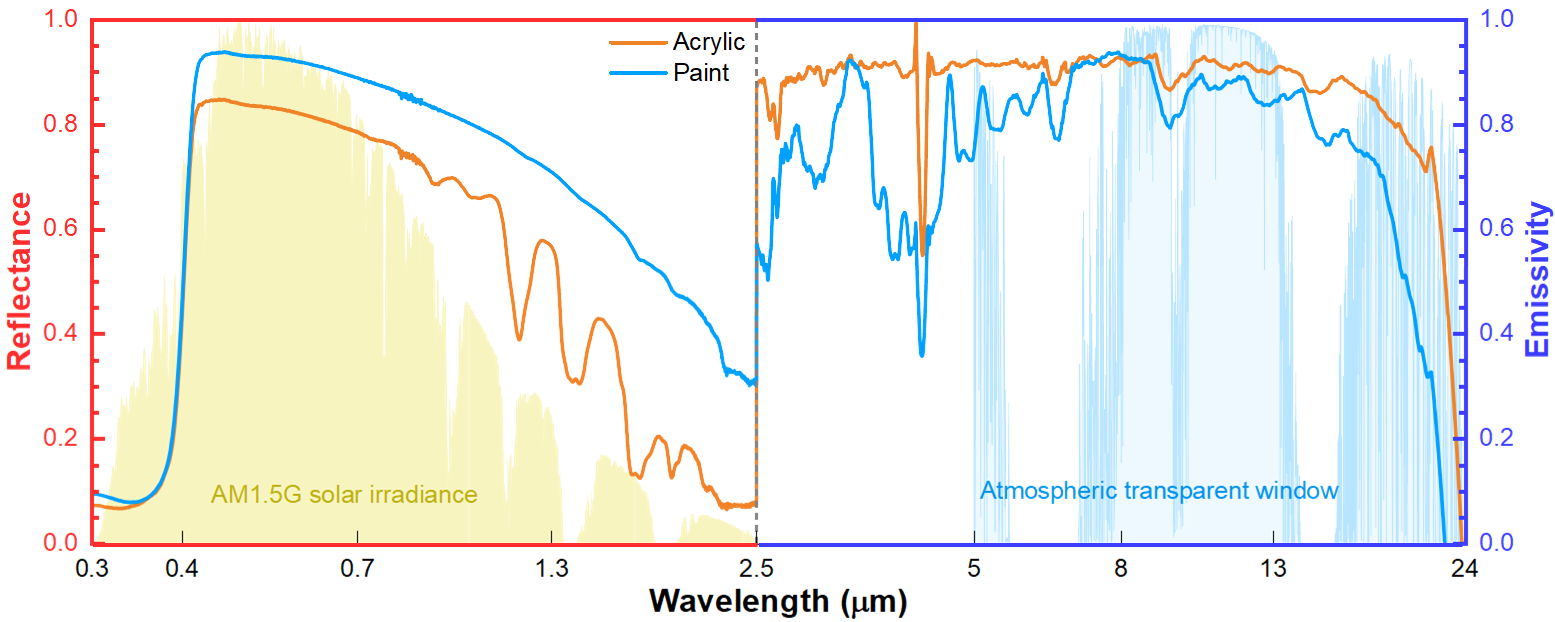 Acrylic
Paint
1.0
0.8
0.6
0.4
0.2
0.0
Reflectance
AM1.5G solar irradiance
Atmospheric transparent window
1.0
0.8
0.6
0.4
0.2
0.0
Emissivity
0.3 0.4 0.7 1.3 2.5 5 8 13 24
Wavelength (μm)